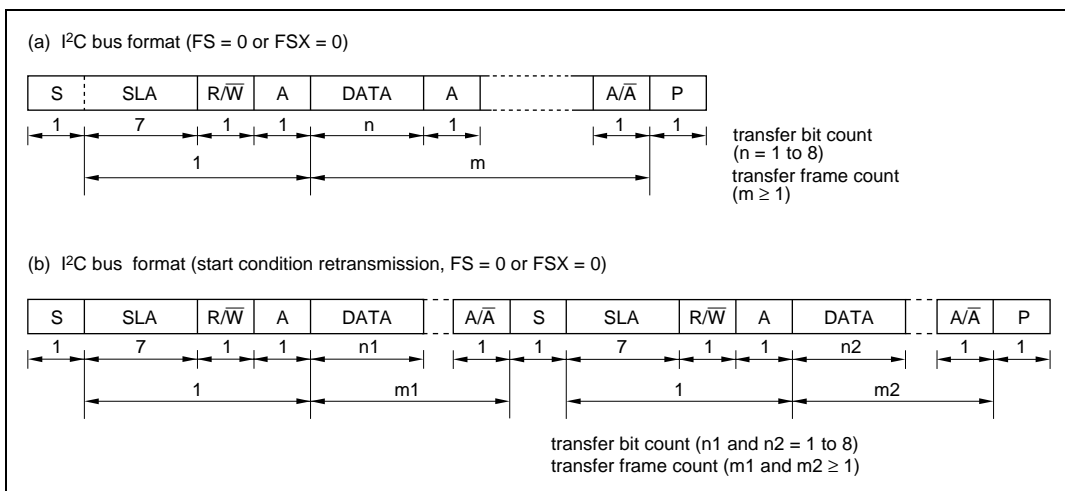 (a) I²C bus format (FS = 0 or FSX = 0)
S SLA R/W̅ A DATA A A/A̅ P
1 7 1 1 n 1 1 1
transfer bit count
(n = 1 to 8)
1 m
transfer frame count
(m ≥ 1)
(b) I²C bus format (start condition retransmission, FS = 0 or FSX = 0)
S SLA R/W̅ A DATA A/A̅ S SLA R/W̅ A DATA A/A̅ P
1 7 1 1 n1 1 1 7 1 1 n2 1 1
1 m1 1 m2
transfer bit count (n1 and n2 = 1 to 8)
transfer frame count (m1 and m2 ≥ 1)